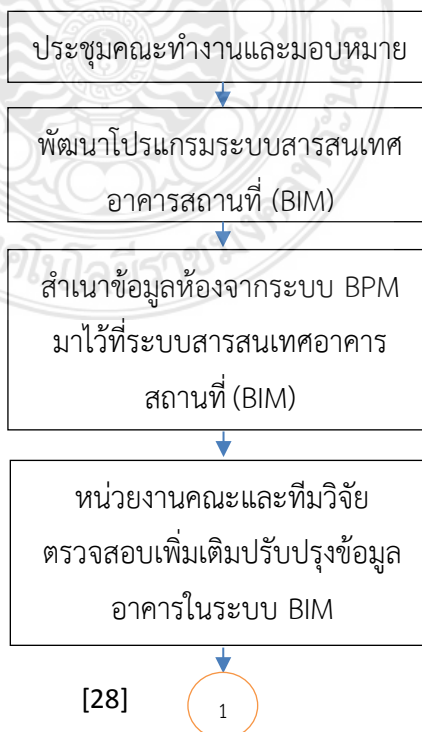 ประชุมคณะทำงานและมอบหมาย
พัฒนาโปรแกรมระบบสารสนเทศ
อาคารสถานที่ (BIM)
สำเนาข้อมูลห้องจากระบบ BPM
มาไว้ที่ระบบสารสนเทศอาคาร
สถานที่ (BIM)
หน่วยงานคณะและทีมวิจัย
ตรวจสอบเพิ่มเติมปรับปรุงข้อมูล
อาคารในระบบ BIM
[28]
1